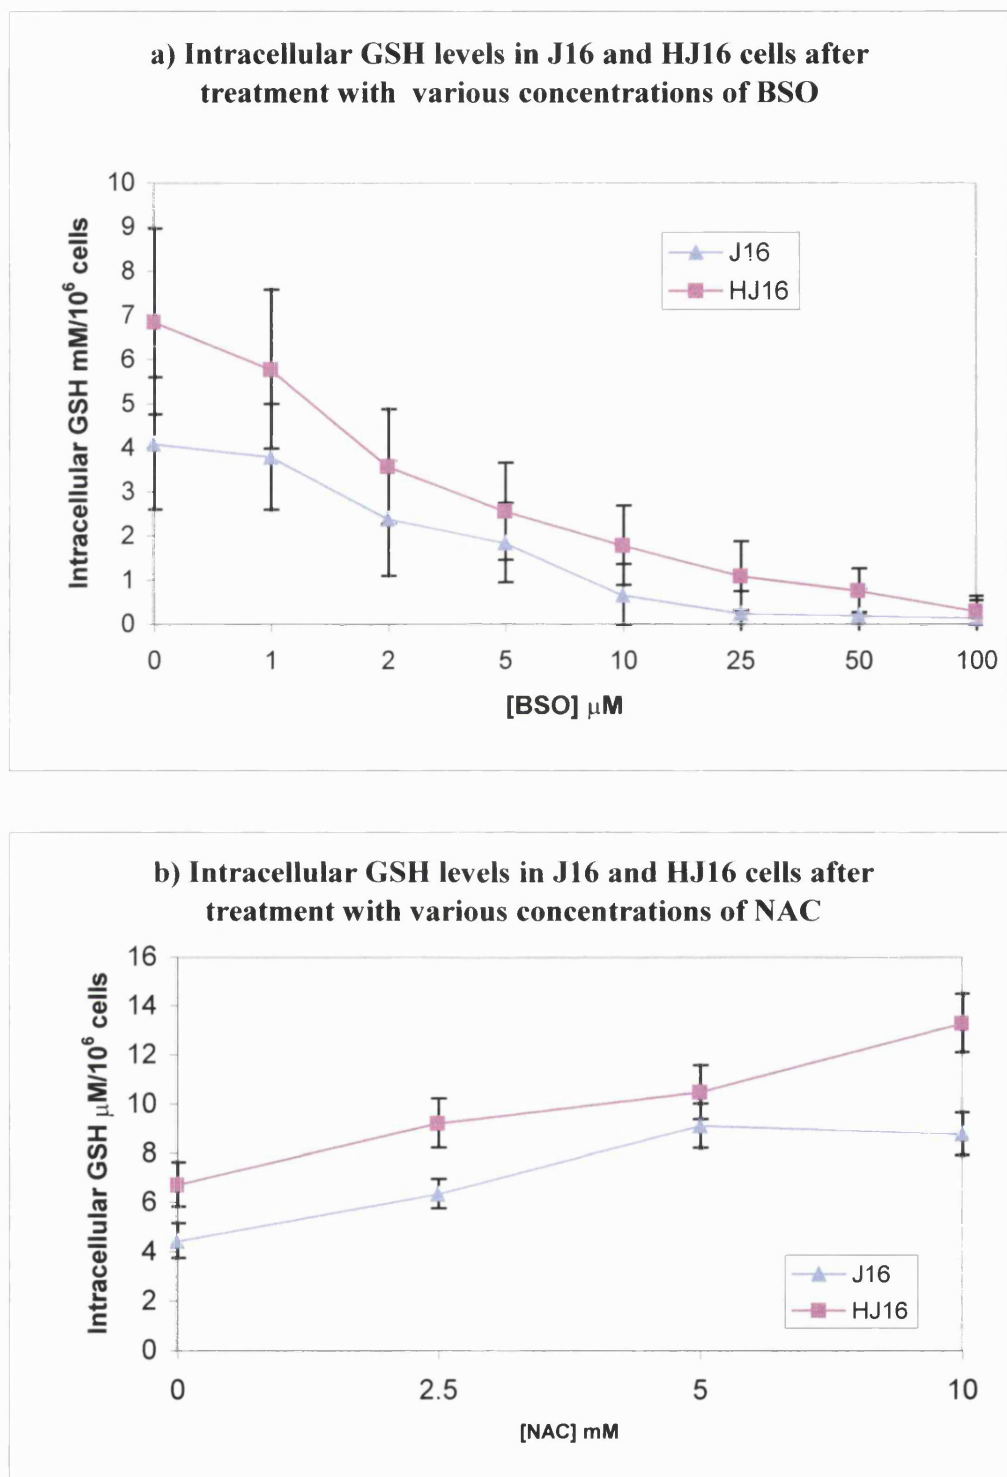 a) Intracellular GSH levels in J16 and HJ16 cells after
treatment with various concentrations of BSO
10
9
8
7
6
5
4
3
2
1
0
Intracellular GSH mM/10⁶ cells
J16
HJ16
0 1 2 5 10 25 50 100
[BSO] μM
b) Intracellular GSH levels in J16 and HJ16 cells after
treatment with various concentrations of NAC
16
14
12
10
8
6
4
2
0
Intracellular GSH μM/10⁶ cells
J16
HJ16
0 2.5 5 10
[NAC] mM